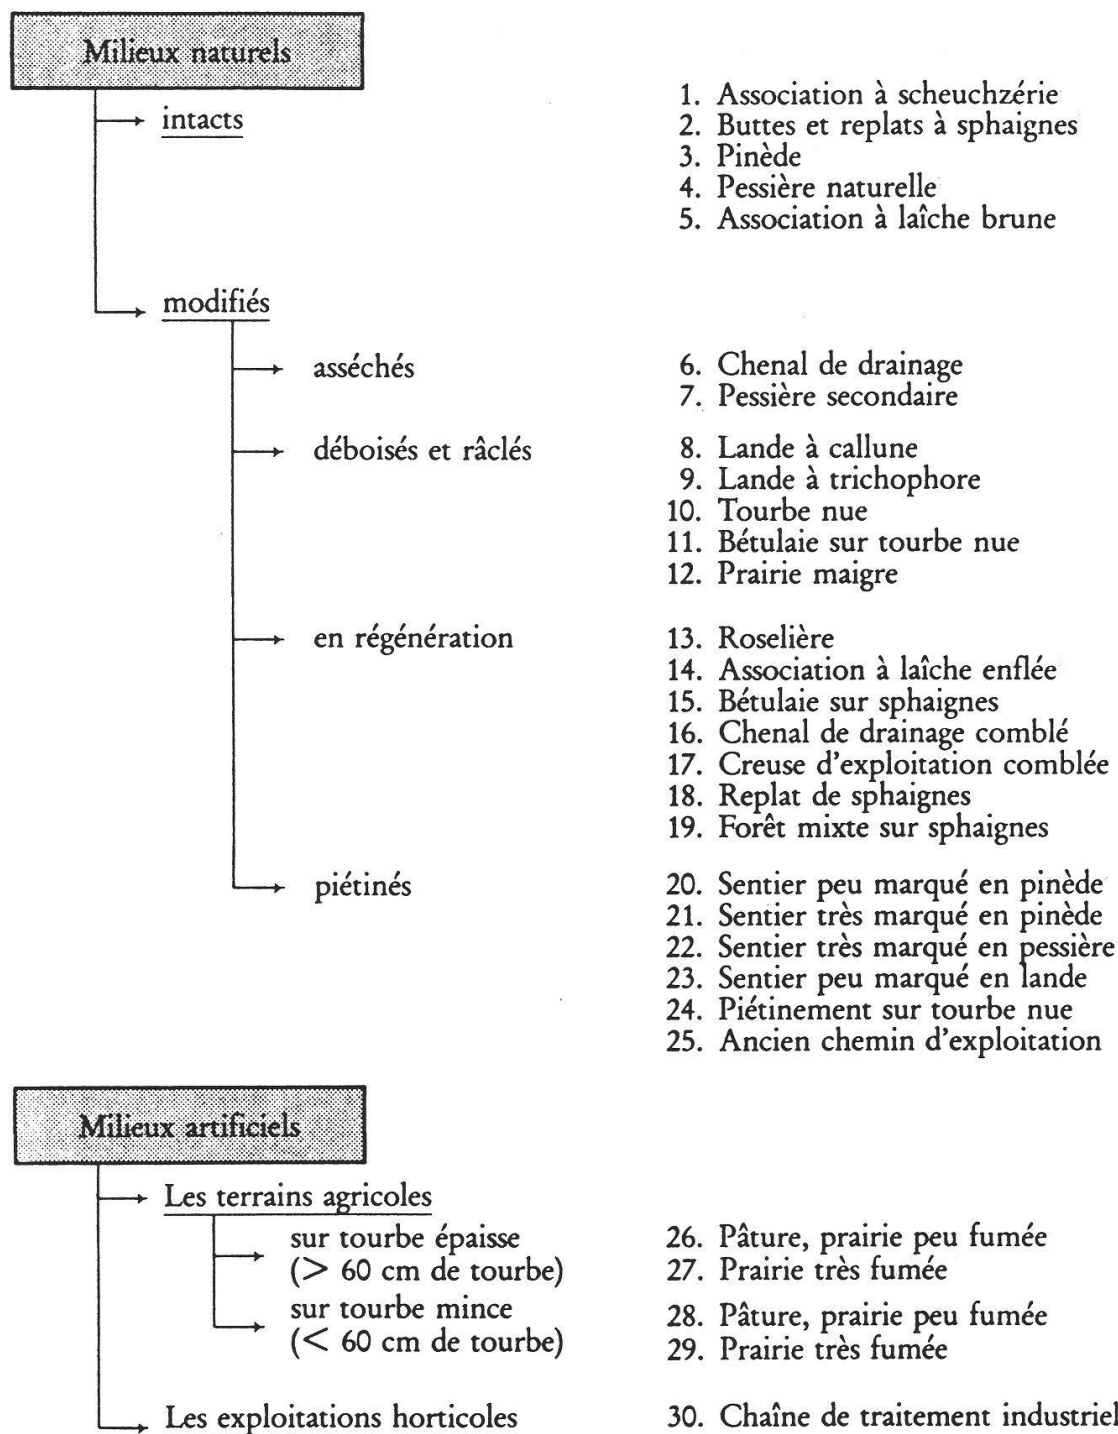 Milieux naturels
intacts
1. Association à scheuchzérie
2. Buttes et replats à sphaignes
3. Pinède
4. Pessière naturelle
5. Association à laîche brune
modifiés
asséchés
6. Chenal de drainage
7. Pessière secondaire
déboisés et râclés
8. Lande à callune
9. Lande à trichophore
10. Tourbe nue
11. Bétulaie sur tourbe nue
12. Prairie maigre
en régénération
13. Roselière
14. Association à laîche enflée
15. Bétulaie sur sphaignes
16. Chenal de drainage comblé
17. Creuse d'exploitation comblée
18. Replat de sphaignes
19. Forêt mixte sur sphaignes
piétinés
20. Sentier peu marqué en pinède
21. Sentier très marqué en pinède
22. Sentier très marqué en pessière
23. Sentier peu marqué en lande
24. Piétinement sur tourbe nue
25. Ancien chemin d'exploitation
Milieux artificiels
Les terrains agricoles
sur tourbe épaisse
(> 60 cm de tourbe)
26. Pâture, prairie peu fumée
27. Prairie très fumée
sur tourbe mince
(< 60 cm de tourbe)
28. Pâture, prairie peu fumée
29. Prairie très fumée
Les exploitations horticoles
30. Chaîne de traitement industriel